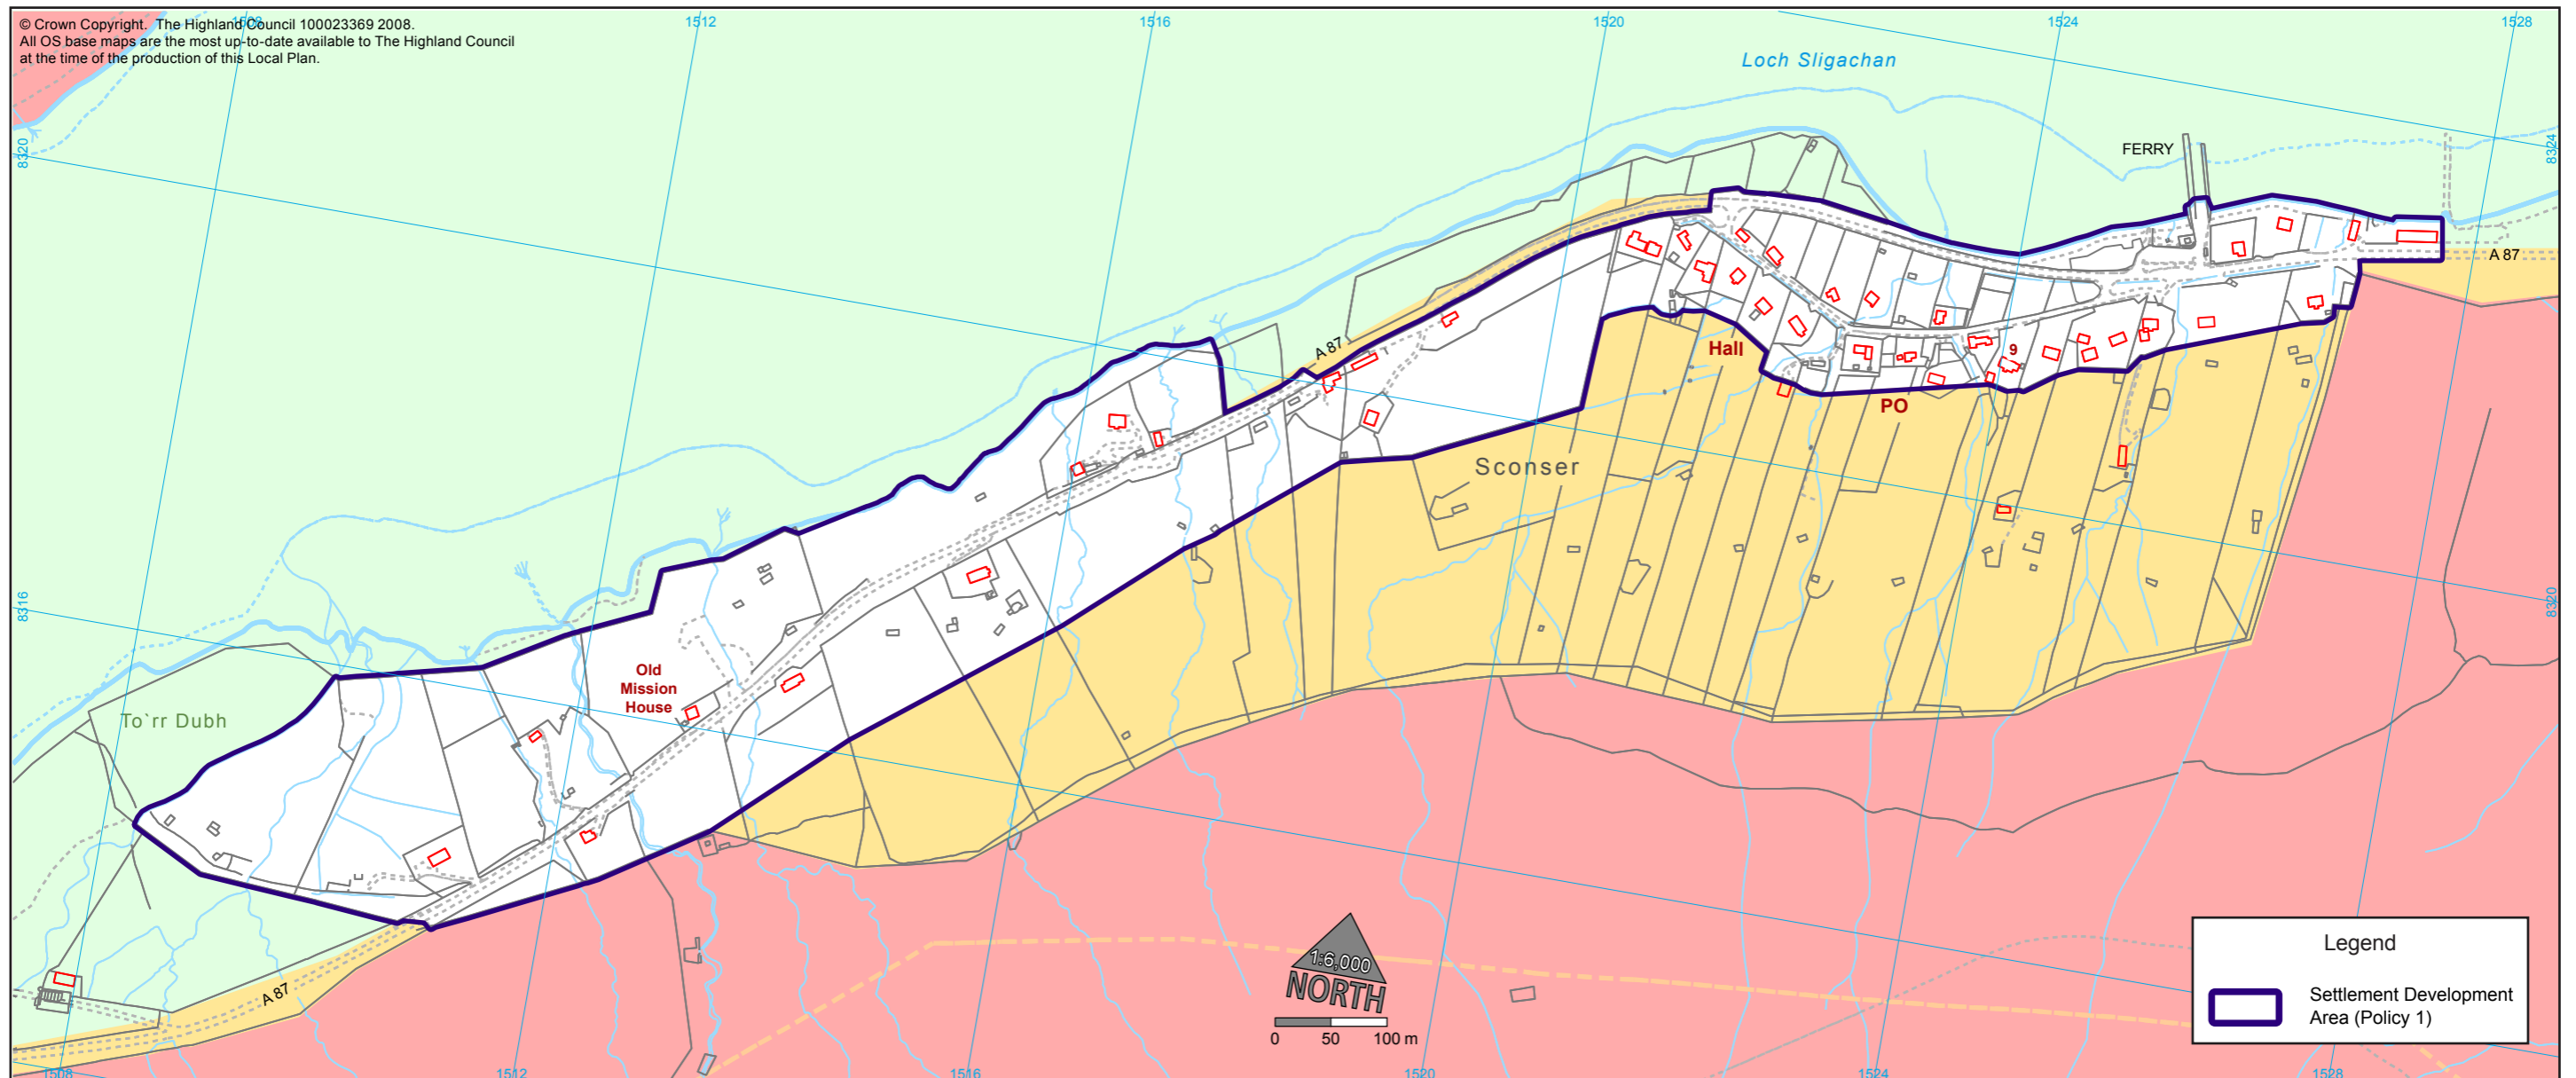 © Crown Copyright. The Highland Council 100023369 2008.
All OS base maps are the most up-to-date available to The Highland Council
at the time of the production of this Local Plan.
1508
1512
1516
1520
1524
1528
Loch Sligachan
FERRY
8320
8324
A 87
A 87
Hall
9
PO
Sconser
8316
8320
Old
Mission
House
To`rr Dubh
A 87
1:6,000
NORTH
0 50 100 m
Legend
Settlement Development
Area (Policy 1)
1508
1512
1516
1520
1524
1528